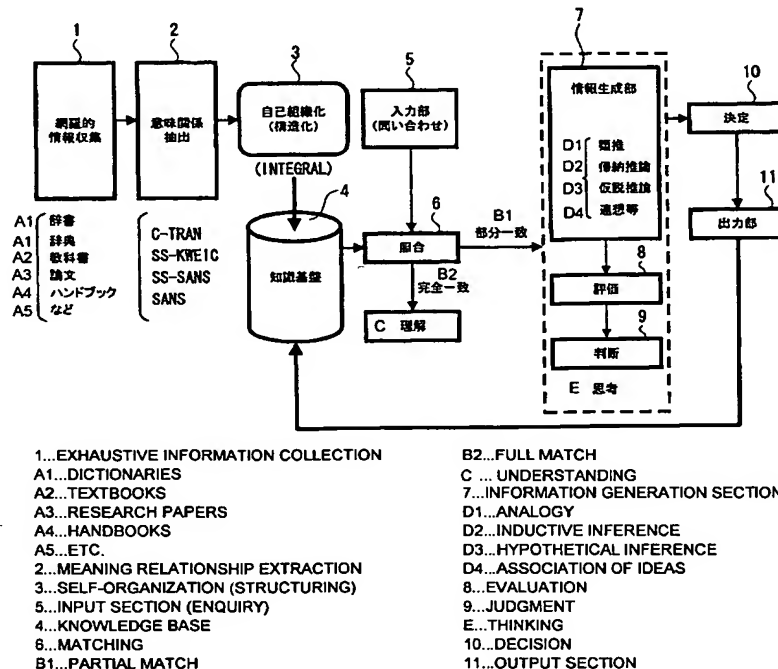 1
網羅的
情報収集
A1 辞書
A1 辞典
A2 教科書
A3 論文
A4 ハンドブック
A5 など
2
意味関係
抽出
C-TRAN
SS-KWEIC
SS-SANS
SANS
3
自己組織化
(構造化)
(INTEGRAL)
4
知識基盤
5
入力部
(問い合わせ)
6
照合
B1
部分一致
B2
完全一致
C 理解
7
情報生成部
D1 類推
D2 帰納推論
D3 仮説推論
D4 連想等
8
評価
9
判断
E 思考
10
決定
11
出力部
1...EXHAUSTIVE INFORMATION COLLECTION
A1...DICTIONARIES
A2...TEXTBOOKS
A3...RESEARCH PAPERS
A4...HANDBOOKS
A5...ETC.
2...MEANING RELATIONSHIP EXTRACTION
3...SELF-ORGANIZATION (STRUCTURING)
5...INPUT SECTION (ENQUIRY)
4...KNOWLEDGE BASE
6...MATCHING
B1...PARTIAL MATCH
B2...FULL MATCH
C ... UNDERSTANDING
7...INFORMATION GENERATION SECTION
D1...ANALOGY
D2...INDUCTIVE INFERENCE
D3...HYPOTHETICAL INFERENCE
D4...ASSOCIATION OF IDEAS
8...EVALUATION
9...JUDGMENT
E...THINKING
10...DECISION
11...OUTPUT SECTION